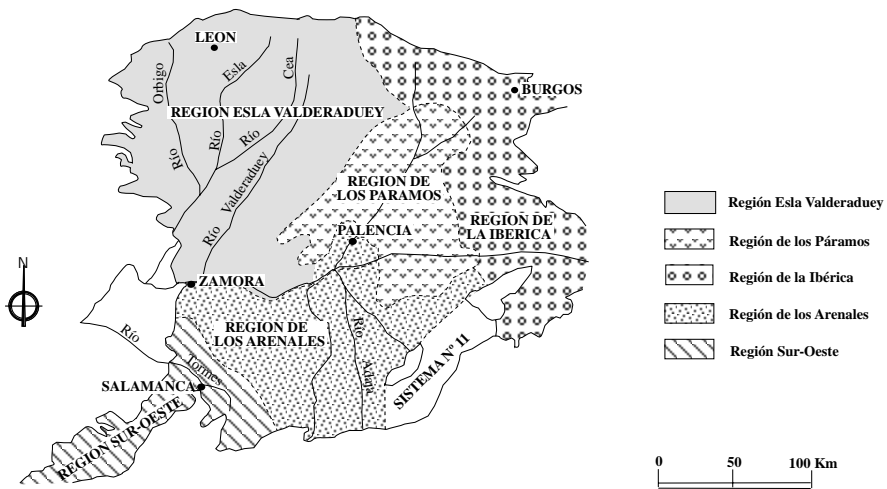 LEON
Orbigo
Río
Esla
Río
Cea
Río
BURGOS
REGION ESLA VALDERADUEY
Valderaduey
Río
REGION DE
LOS PARAMOS
PALENCIA
REGION DE
LA IBERICA
N
ZAMORA
Río
REGION DE
LOS ARENALES
Río
Adaja
SISTEMA Nº 11
Tormes
SALAMANCA
REGION SUR-OESTE
Región Esla Valderaduey
Región de los Páramos
Región de la Ibérica
Región de los Arenales
Región Sur-Oeste
0 50 100 Km